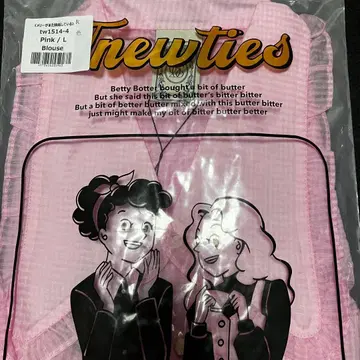 tw1514-4
Pink / L
Blouse
Tnewties
Betty Botter bought a bit of butter
But she said this bit of butter's bitter bitter
But a bit of better butter mixed with this butter bitter
just might make my bit of bitter butter better